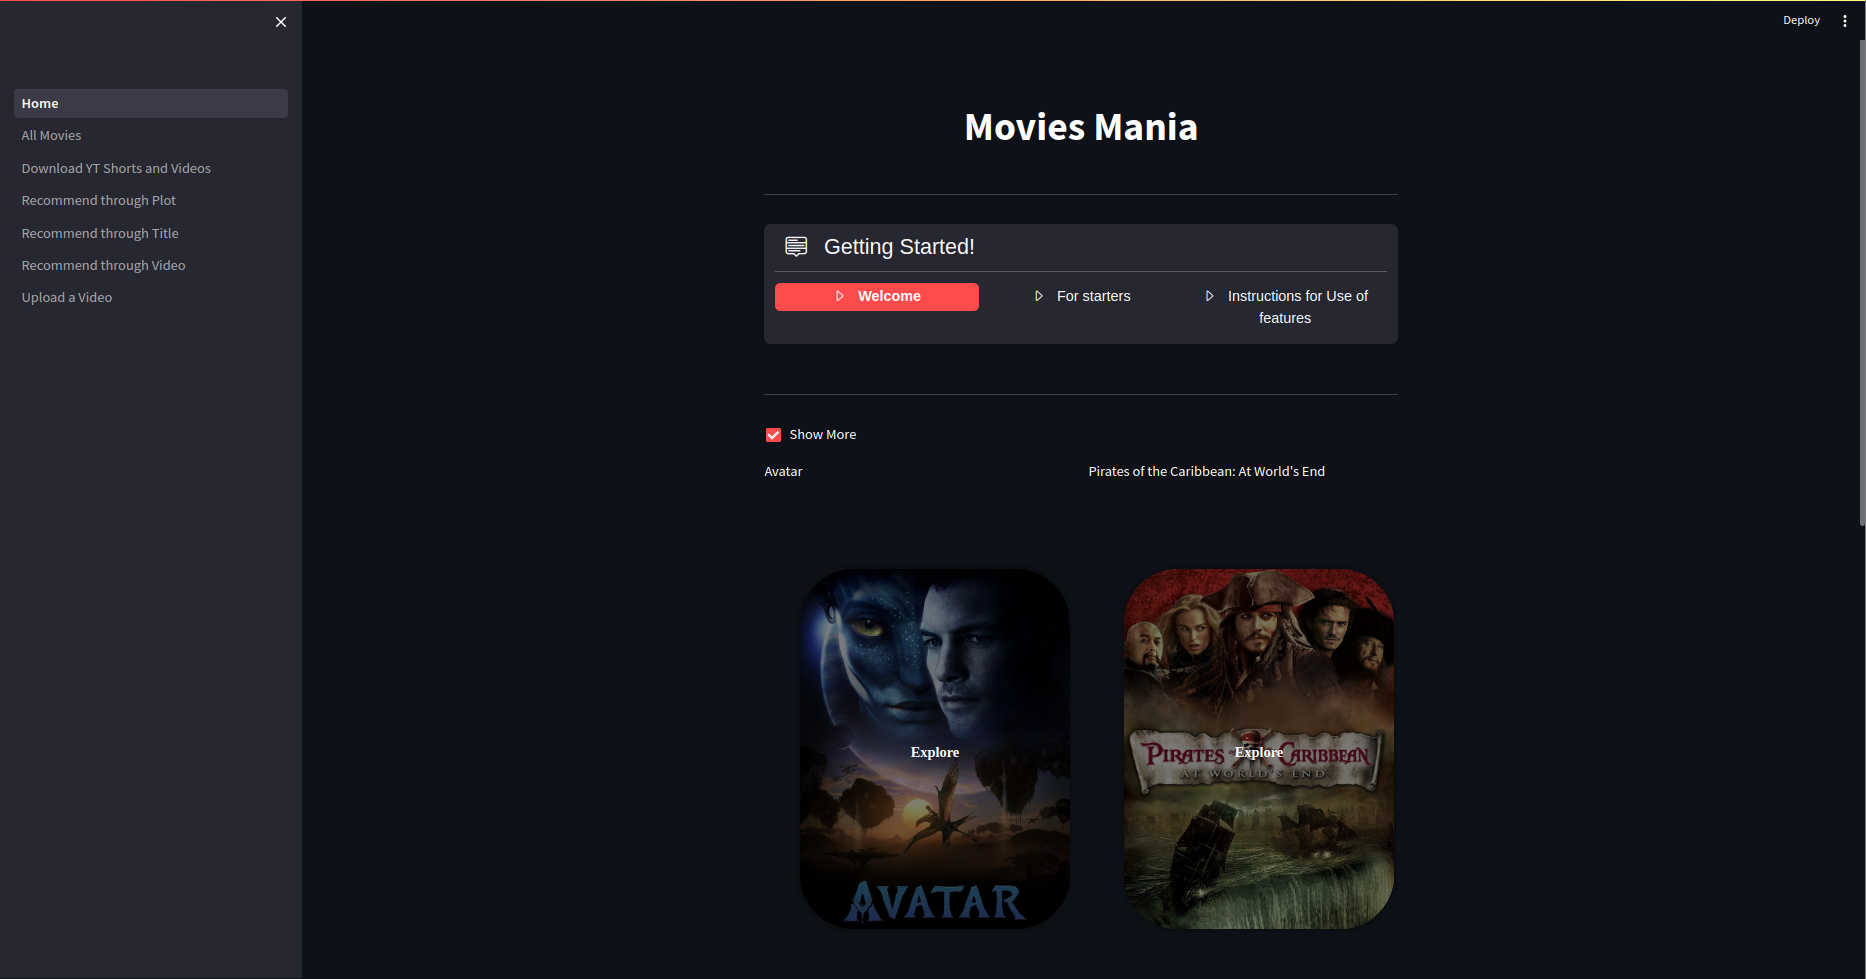 Deploy
Home
All Movies
Download YT Shorts and Videos
Recommend through Plot
Recommend through Title
Recommend through Video
Upload a Video
Movies Mania
Getting Started!
Welcome
For starters
Instructions for Use of
features
Show More
Avatar
Pirates of the Caribbean: At World's End
Explore
AVATAR
Explore
PIRATES CARIBBEAN
AT WORLD'S END